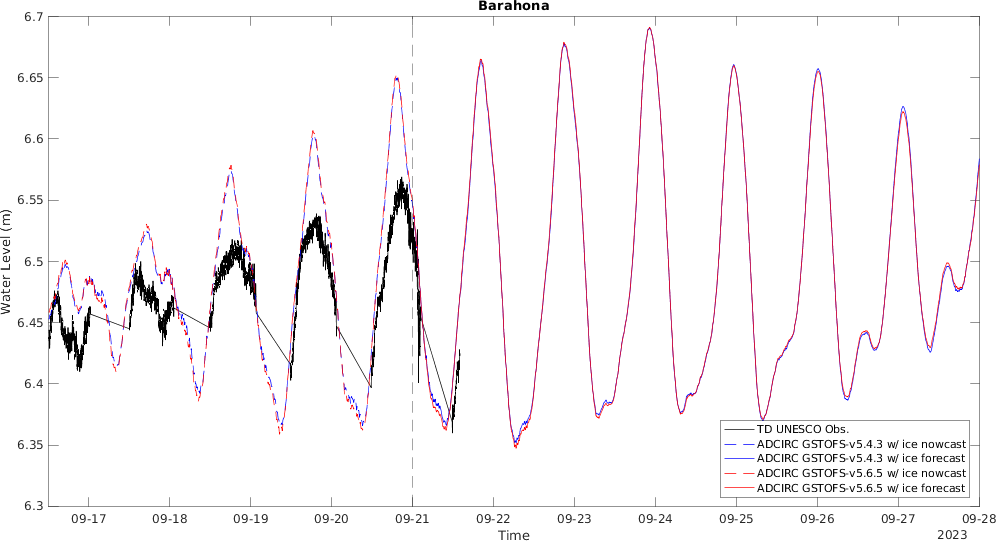 Barahona
6.7
6.65
6.6
6.55
6.5
6.45
6.4
6.35
6.3
Water Level (m)
TD UNESCO Obs.
ADCIRC GSTOFS-v5.4.3 w/ ice nowcast
ADCIRC GSTOFS-v5.4.3 w/ ice forecast
ADCIRC GSTOFS-v5.6.5 w/ ice nowcast
ADCIRC GSTOFS-v5.6.5 w/ ice forecast
09-17 09-18 09-19 09-20 09-21 09-22 09-23 09-24 09-25 09-26 09-27 09-28
Time
2023